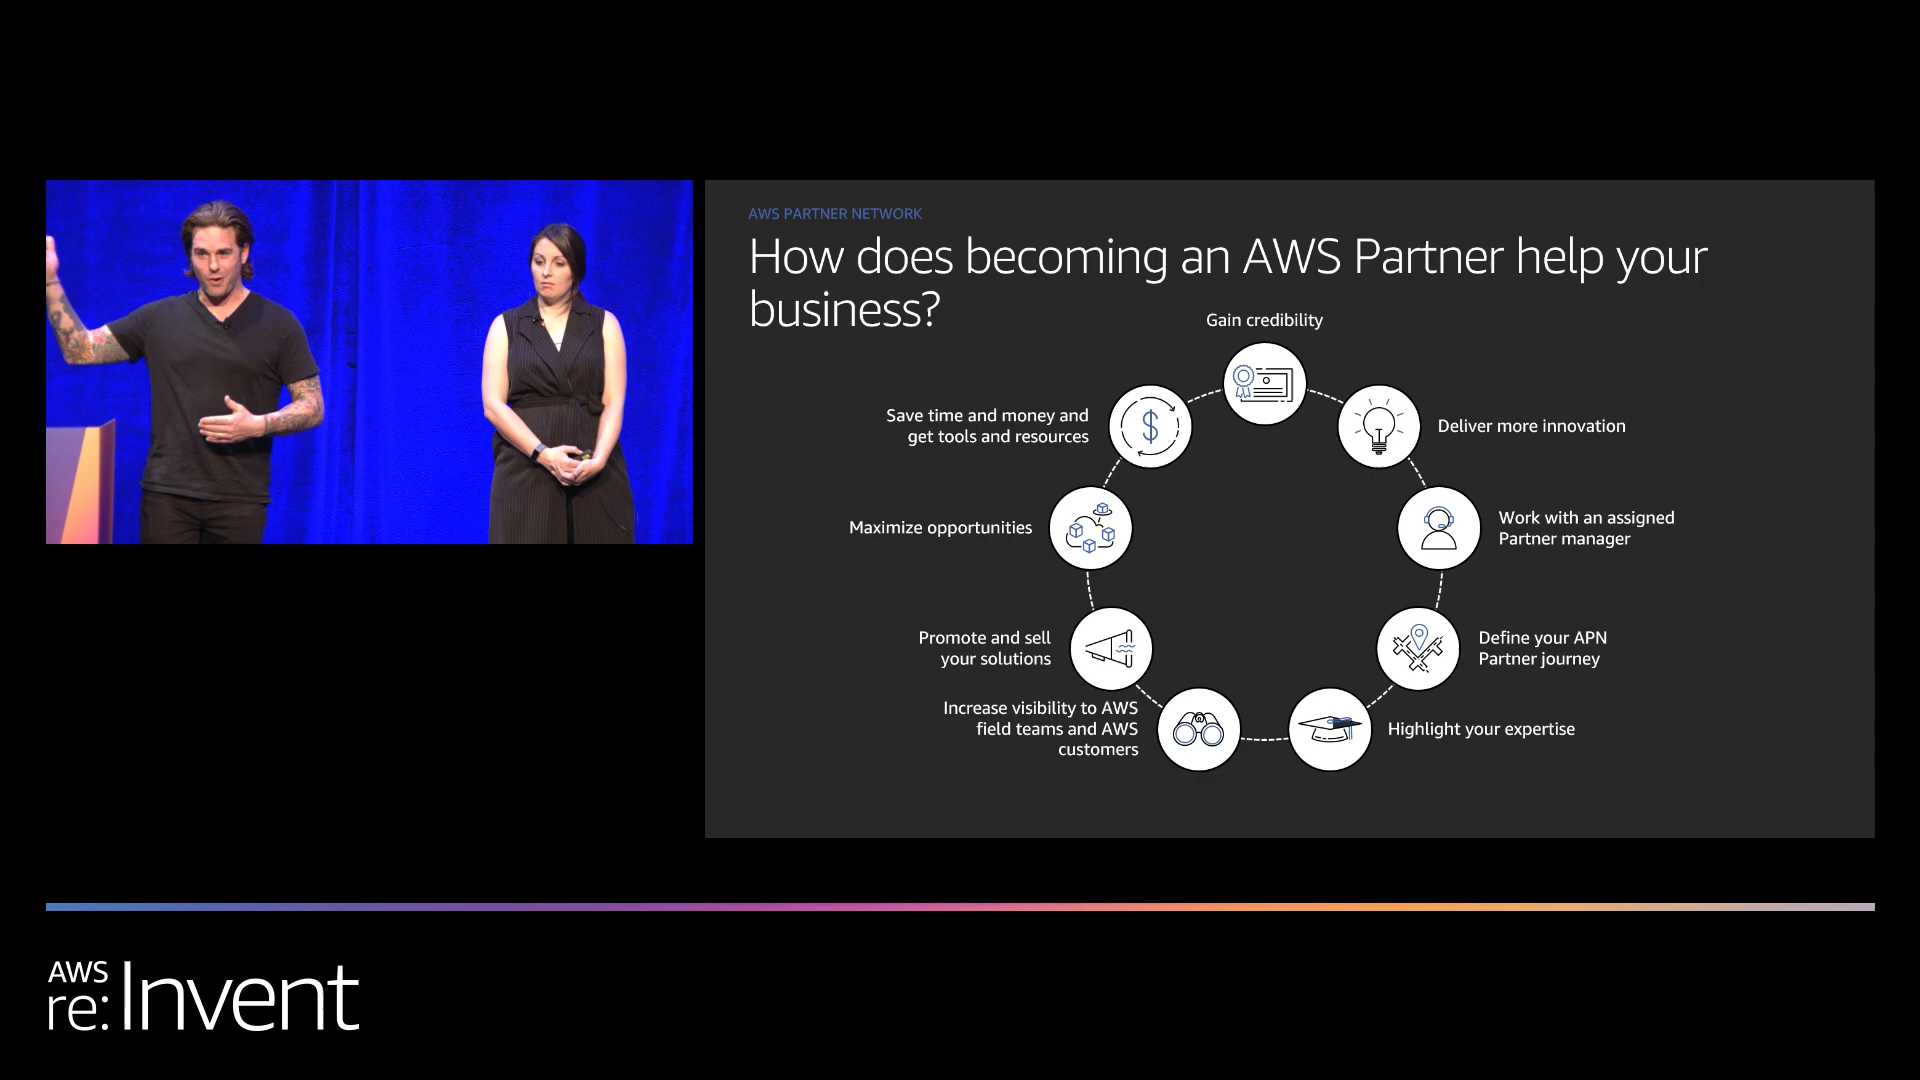 AWS PARTNER NETWORK
How does becoming an AWS Partner help your
business?
Gain credibility
Save time and money and
get tools and resources
Deliver more innovation
Maximize opportunities
Work with an assigned
Partner manager
Promote and sell
your solutions
Define your APN
Partner journey
Increase visibility to AWS
field teams and AWS
customers
Highlight your expertise
AWS
re:Invent